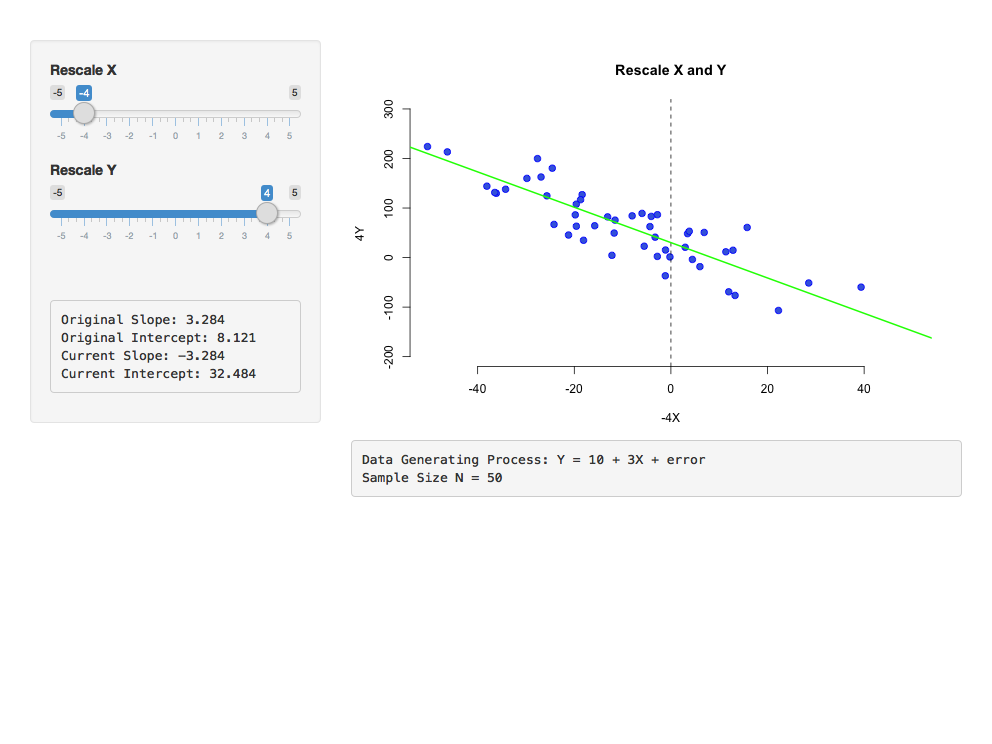 Rescale X
-5 -4 5
-5 -4 -3 -2 -1 0 1 2 3 4 5
Rescale Y
-5 4 5
-5 -4 -3 -2 -1 0 1 2 3 4 5
Original Slope: 3.284
Original Intercept: 8.121
Current Slope: -3.284
Current Intercept: 32.484
Rescale X and Y
300
200
100
0
-100
-200
4Y
-40 -20 0 20 40
-4X
Data Generating Process: Y = 10 + 3X + error
Sample Size N = 50